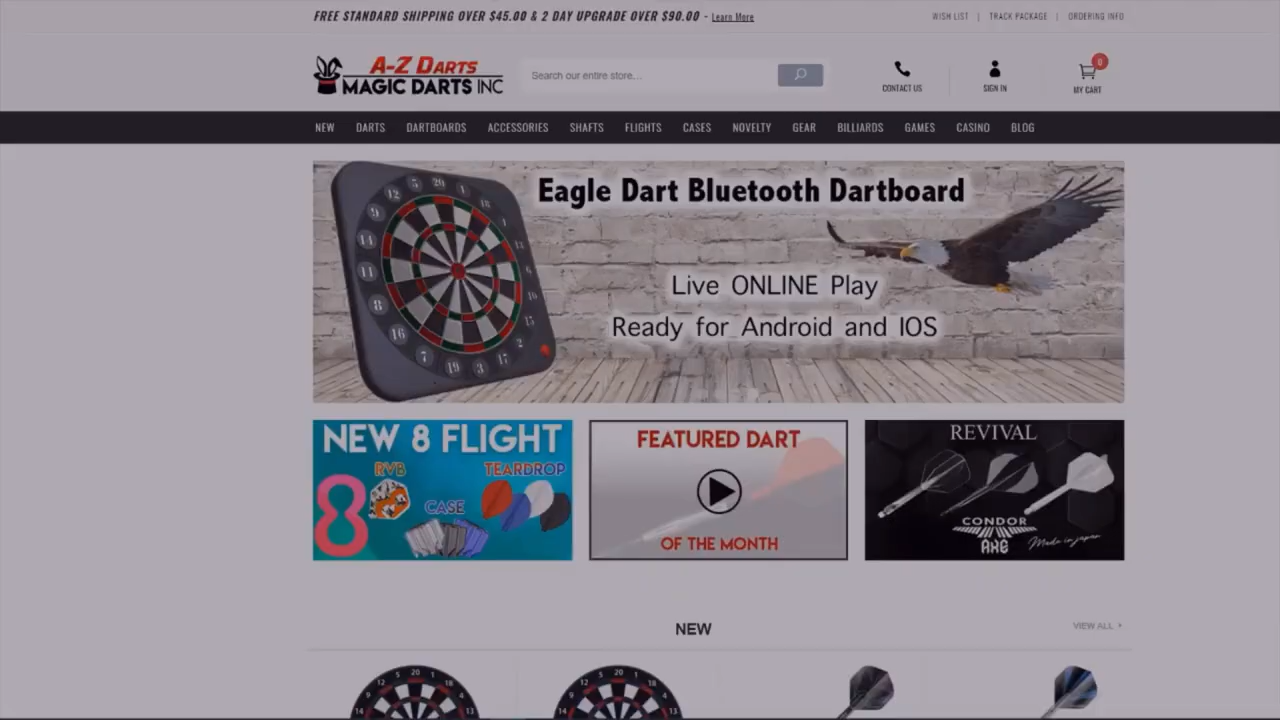 FREE STANDARD SHIPPING OVER $45.00 & 2 DAY UPGRADE OVER $90.00 - Learn More
WISH LIST | TRACK PACKAGE | ORDERING INFO
A-Z DARTS
MAGIC DARTS INC
Search our entire store...
CONTACT US
SIGN IN
0
MY CART
NEW DARTS DARTBOARDS ACCESSORIES SHAFTS FLIGHTS CASES NOVELTY GEAR BILLIARDS GAMES CASINO BLOG
Eagle Dart Bluetooth Dartboard
Live ONLINE Play
Ready for Android and IOS
NEW 8 FLIGHT
8
TEARDROP
CASE
FEATURED DART
OF THE MONTH
REVIVAL
CONDOR
AXE
Made in japan
NEW
VIEW ALL